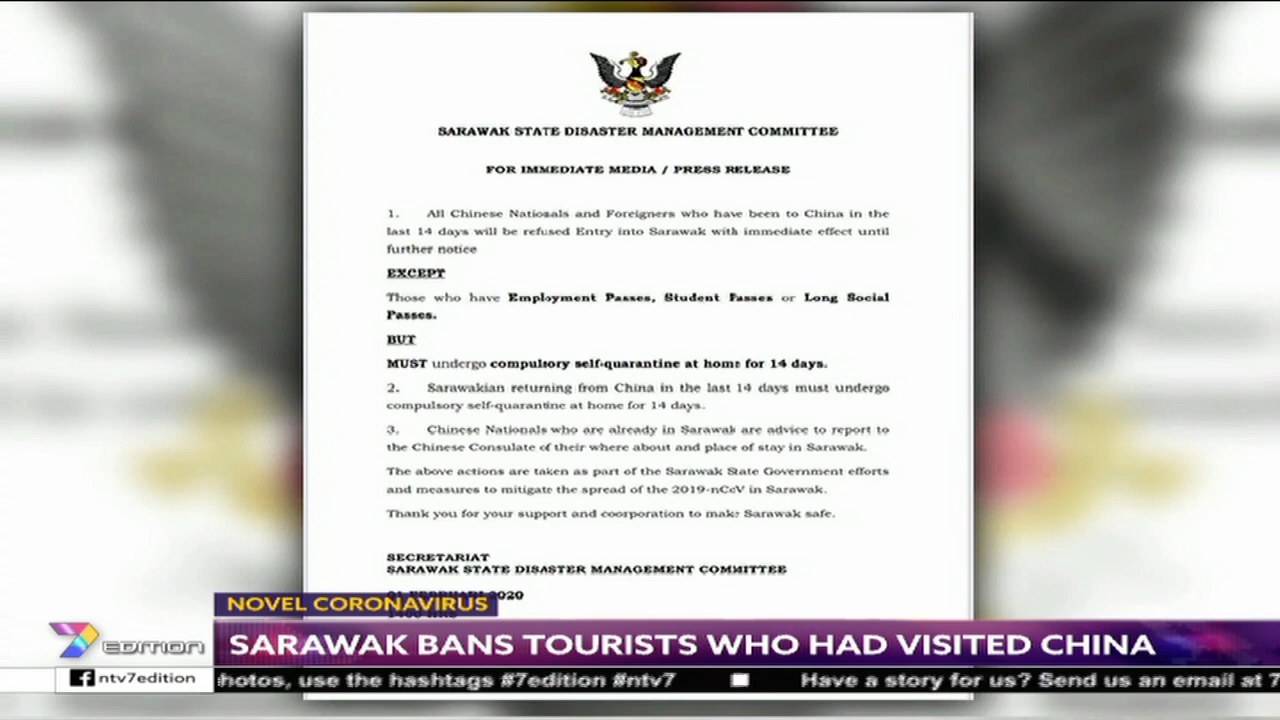 SARAWAK STATE DISASTER MANAGEMENT COMMITTEE
FOR IMMEDIATE MEDIA / PRESS RELEASE
1. All Chinese Nationals and Foreigners who have been to China in the
last 14 days will be refused Entry into Sarawak with immediate effect until
further notice
EXCEPT
Those who have Employment Passes, Student Passes or Long Social
Passes.
BUT
MUST undergo compulsory self-quarantine at home for 14 days.
2. Sarawakian returning from China in the last 14 days must undergo
compulsory self-quarantine at home for 14 days.
3. Chinese Nationals who are already in Sarawak are advice to report to
the Chinese Consulate of their where about and place of stay in Sarawak.
The above actions are taken as part of the Sarawak State Government efforts
and measures to mitigate the spread of the 2019-nCoV in Sarawak.
Thank you for your support and coorporation to make Sarawak safe.
SECRETARIAT
SARAWAK STATE DISASTER MANAGEMENT COMMITTEE
2020
NOVEL CORONAVIRUS
7 EDITION
SARAWAK BANS TOURISTS WHO HAD VISITED CHINA
ntv7edition
photos, use the hashtags #7edition #ntv7 Have a story for us? Send us an email at 7